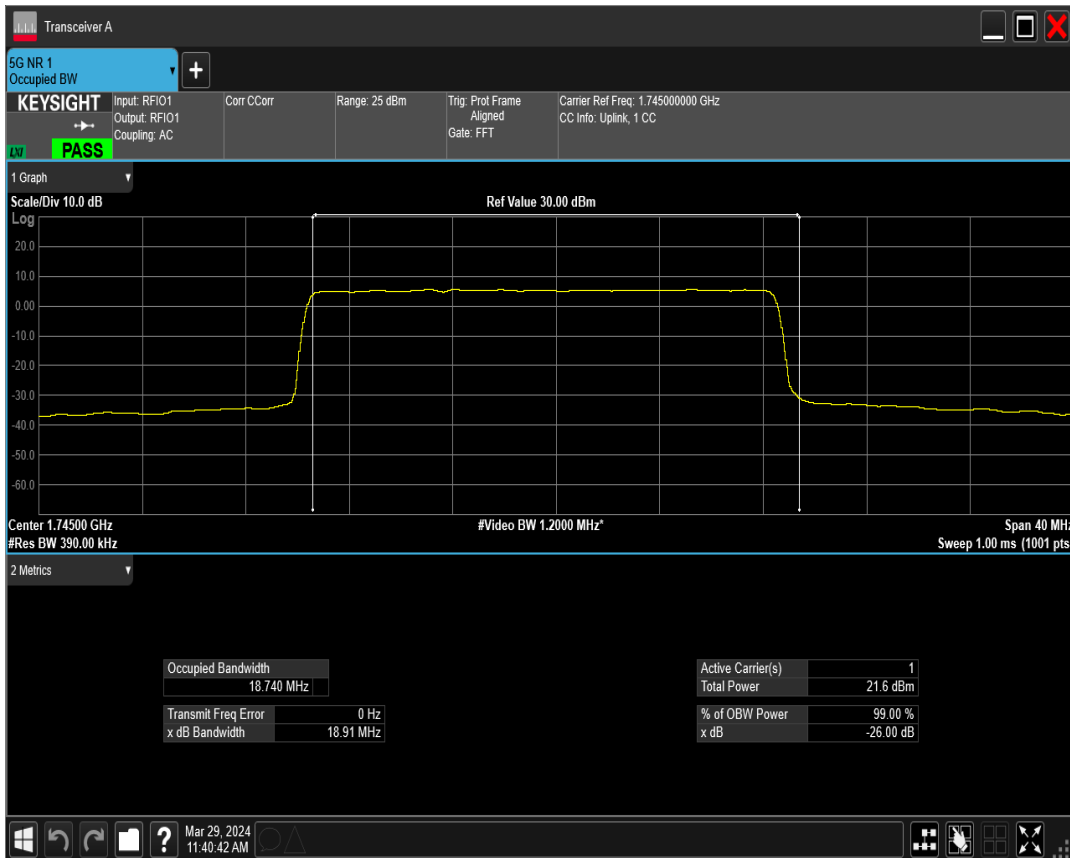 Transceiver A
5G NR 1
Occupied BW
+
KEYSIGHT
LXI
PASS
Input: RFIO1
Output: RFIO1
Coupling: AC
Corr CCorr
Range: 25 dBm
Trig: Prot Frame
Aligned
Gate: FFT
Carrier Ref Freq: 1.745000000 GHz
CC Info: Uplink, 1 CC
1 Graph
Scale/Div 10.0 dB
Ref Value 30.00 dBm
Log
20.0
10.0
0.00
-10.0
-20.0
-30.0
-40.0
-50.0
-60.0
Center 1.74500 GHz
#Video BW 1.2000 MHz*
Span 40 MHz
#Res BW 390.00 kHz
Sweep 1.00 ms (1001 pts
2 Metrics
Occupied Bandwidth
18.740 MHz
Transmit Freq Error 0 Hz
x dB Bandwidth 18.91 MHz
Active Carrier(s) 1
Total Power 21.6 dBm
% of OBW Power 99.00 %
x dB -26.00 dB
?
Mar 29, 2024
11:40:42 AM